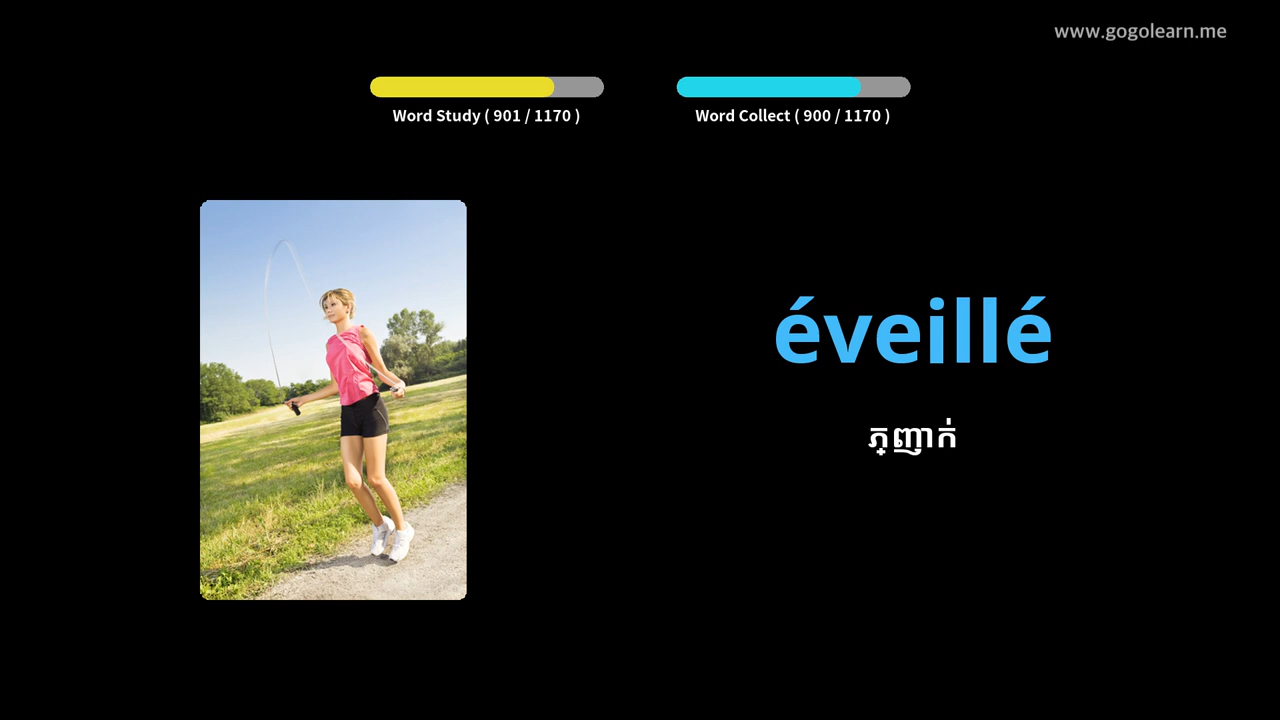 www.gogolearn.me
Word Study ( 901 / 1170 )
Word Collect ( 900 / 1170 )
éveillé
ភ្ញាក់